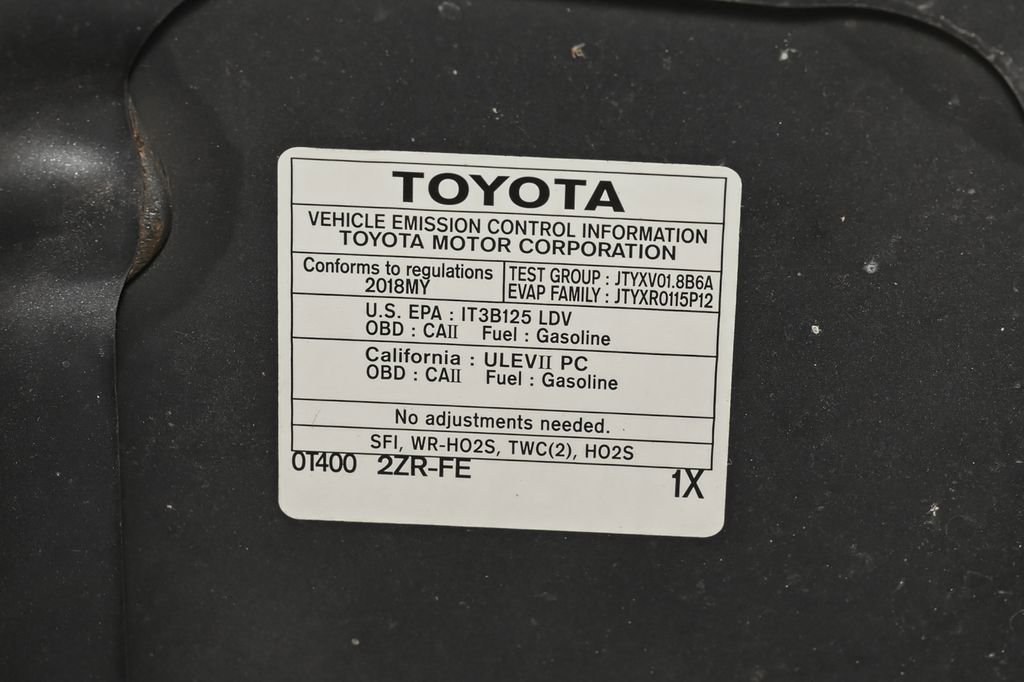 TOYOTA
VEHICLE EMISSION CONTROL INFORMATION
TOYOTA MOTOR CORPORATION
Conforms to regulations
2018MY
TEST GROUP : JTYXV01.8B6A
EVAP FAMILY : JTYXR0115P12
U.S. EPA : IT3B125 LDV
OBD : CAII Fuel : Gasoline
California : ULEVII PC
OBD : CAII Fuel : Gasoline
No adjustments needed.
SFI, WR-HO2S, TWC(2), HO2S
0T400 2ZR-FE
1X